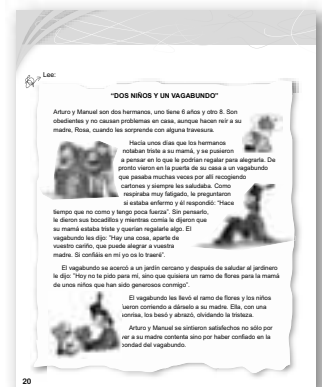 Lee:
"DOS NIÑOS Y UN VAGABUNDO"
Arturo y Manuel son dos hermanos, uno tiene 6 años y otro 8. Son
obedientes y no causan problemas en casa, aunque hacen reír a su
madre, Rosa, cuando les sorprende con alguna travesura.
Hacía unos días que los hermanos
notaban triste a su mamá, y se pusieron
a pensar en lo que le podrían regalar para alegrarla. De
pronto vieron en la puerta de su casa a un vagabundo
que pasaba muchas veces por allí recogiendo
cartones y siempre les saludaba. Como
respiraba muy fatigado, le preguntaron
si estaba enfermo y él respondió: "Hace
tiempo que no como y tengo poca fuerza". Sin pensarlo,
le dieron sus bocadillos y mientras comía le dijeron que
su mamá estaba triste y querían regalarle algo. El
vagabundo les dijo: "Hay una cosa, aparte de
vuestro cariño, que puede alegrar a vuestra
madre. Si confiáis en mí yo os lo traeré".
El vagabundo se acercó a un jardín cercano y después de saludar al jardinero
le dijo: "Hoy no te pido para mí, sino que quisiera un ramo de flores para la mamá
de unos niños que han sido generosos conmigo".
El vagabundo les llevó el ramo de flores y los niños
fueron corriendo a dárselo a su madre. Ella, con una
sonrisa, los besó y abrazó, olvidando la tristeza.
Arturo y Manuel se sintieron satisfechos no sólo por
ver a su madre contenta sino por haber confiado en la
bondad del vagabundo.
20